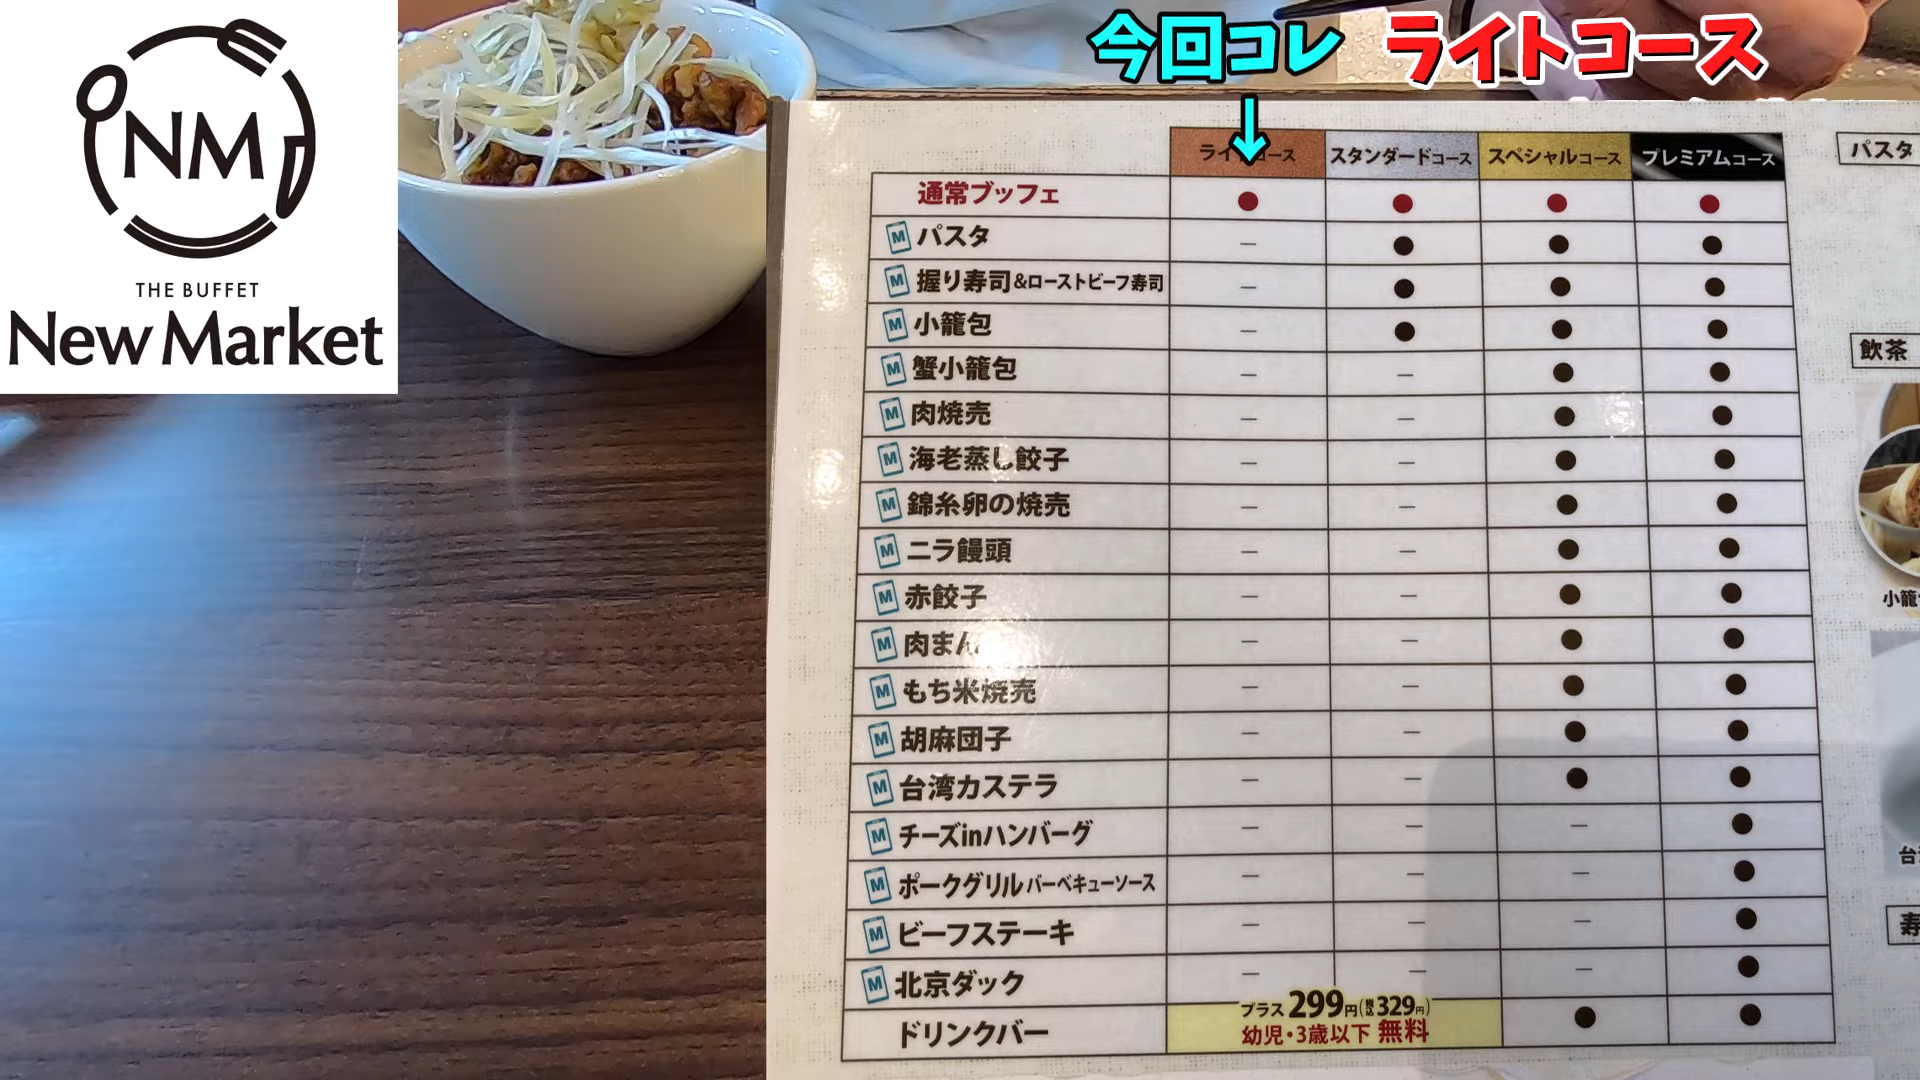 NM
THE BUFFET
New Market
今回コレ ライトコース
スタンダードコース スペシャルコース プレミアムコース
通常ブッフェ ● ● ● ●
M パスタ － ● ● ●
M 握り寿司&ローストビーフ寿司 － ● ● ●
M 小籠包 － ● ● ●
M 蟹小籠包 － － ● ●
M 肉焼売 － － ● ●
M 海老蒸し餃子 － － ● ●
M 錦糸卵の焼売 － － ● ●
M ニラ饅頭 － － ● ●
M 赤餃子 － － ● ●
M 肉まん － － ● ●
M もち米焼売 － － ● ●
M 胡麻団子 － － ● ●
M 台湾カステラ － － ● ●
M チーズinハンバーグ － － － ●
M ポークグリルバーベキューソース － － － ●
M ビーフステーキ － － － ●
M 北京ダック － － － ●
ドリンクバー プラス299円(税込329円) ● ●
幼児・3歳以下 無料
パスタ
飲茶
小籠
台
寿